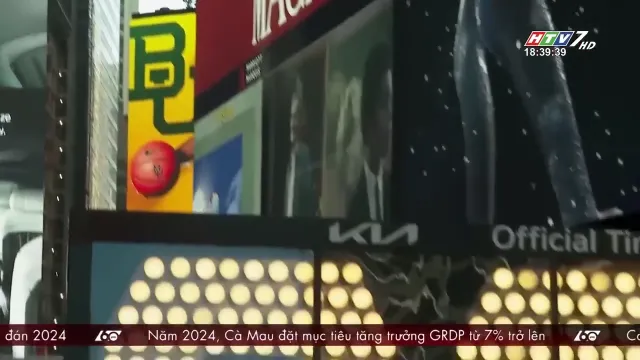 HTV7 HD
18:39:39
BU
KIA
Official Ti
đán 2024
Năm 2024, Cà Mau đặt mục tiêu tăng trưởng GRDP từ 7% trở lên